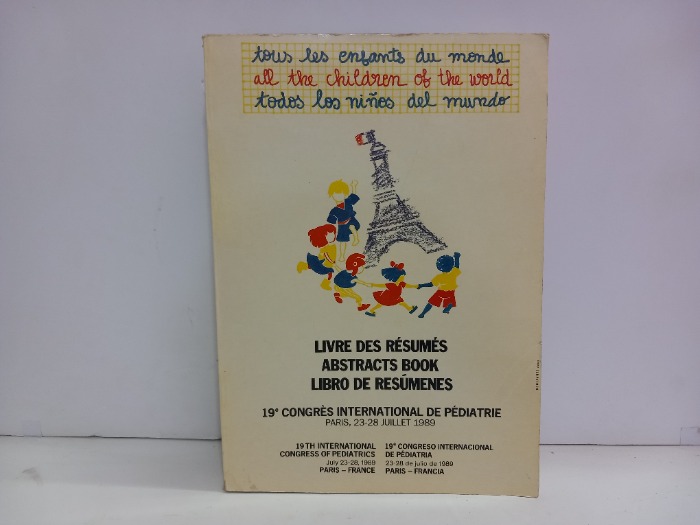 tous les enfants du monde
all the children of the world
todos los niños del mundo
LIVRE DES RÉSUMÉS
ABSTRACTS BOOK
LIBRO DE RESÚMENES
19e CONGRÈS INTERNATIONAL DE PÉDIATRIE
PARIS, 23-28 JUILLET 1989
19TH INTERNATIONAL
CONGRESS OF PEDIATRICS
July 23-28, 1989
PARIS – FRANCE
19° CONGRESO INTERNACIONAL
DE PÉDIATRIA
23-28 de julio de 1989
PARIS – FRANCIA